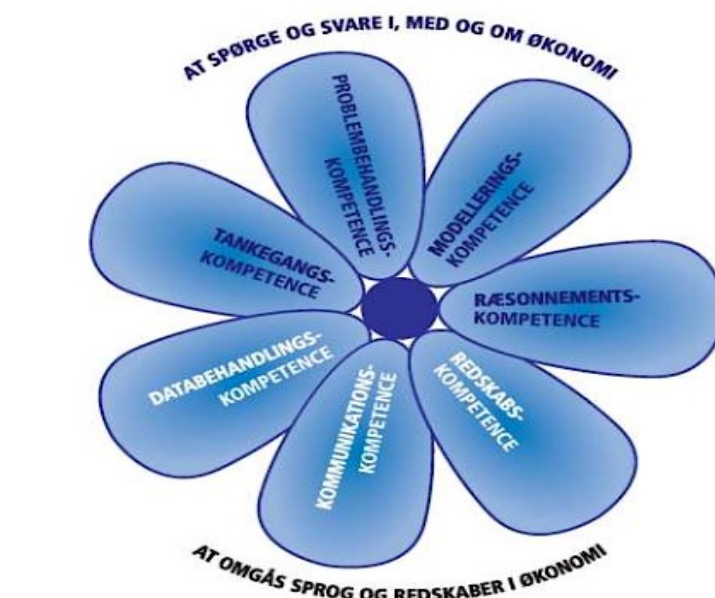 AT SPØRGE OG SVARE I, MED OG OM ØKONOMI
PROBLEMBEHANDLINGS-
KOMPETENCE
MODELLERINGS-
KOMPETENCE
TANKEGANGS-
KOMPETENCE
RÆSONNEMENTS-
KOMPETENCE
DATABEHANDLINGS-
KOMPETENCE
KOMMUNIKATIONS-
KOMPETENCE
REDSKABS-
KOMPETENCE
AT OMGÅS SPROG OG REDSKABER I ØKONOMI